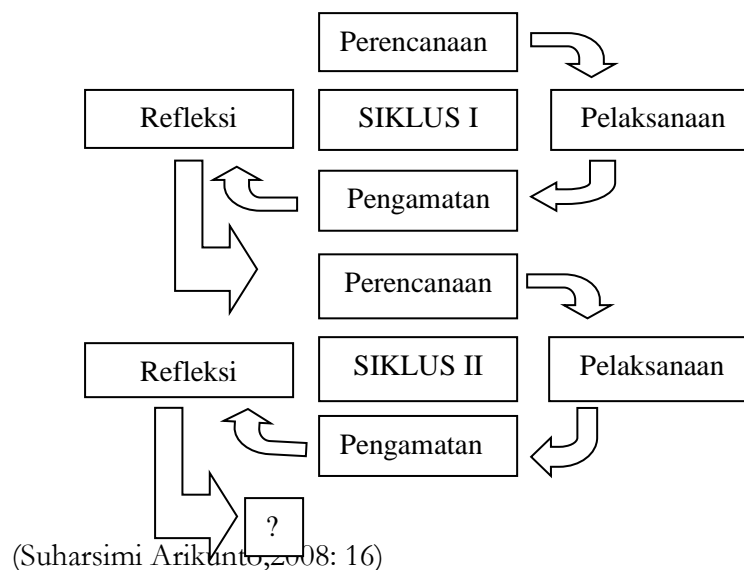 Perencanaan
Refleksi
SIKLUS I
Pelaksanaan
Pengamatan
Perencanaan
Refleksi
SIKLUS II
Pelaksanaan
Pengamatan
?
(Suharsimi Arikunto,2008: 16)